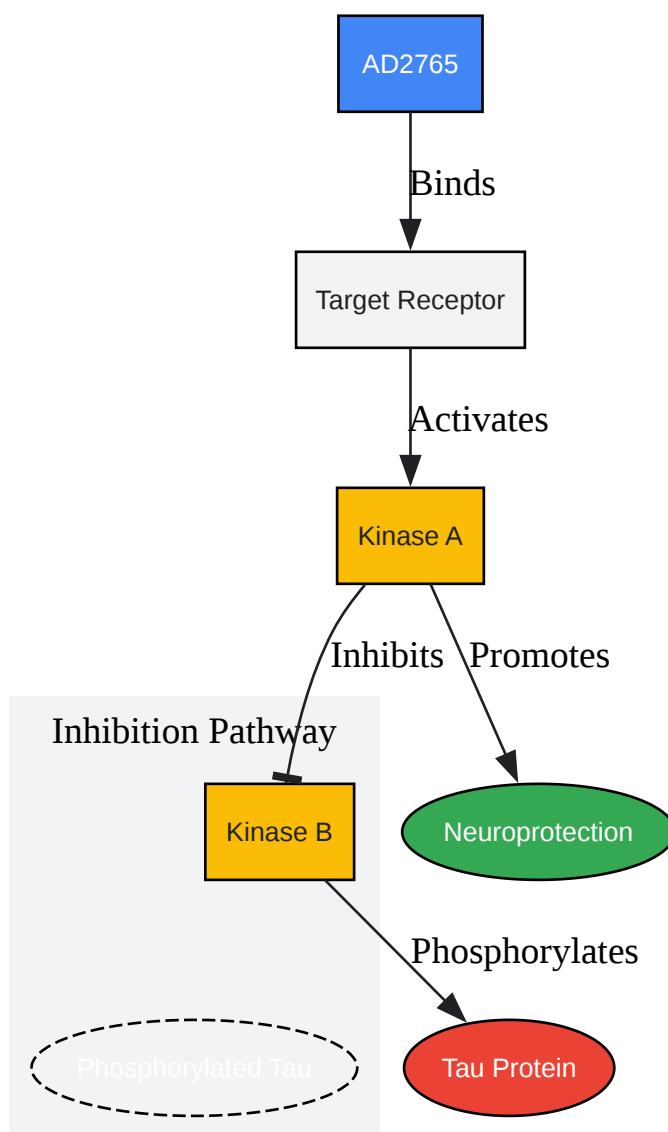 AD2765
Binds
Target Receptor
Activates
Kinase A
Inhibits
Promotes
Inhibition Pathway
Kinase B
Neuroprotection
Phosphorylates
Phosphorylated Tau
Tau Protein